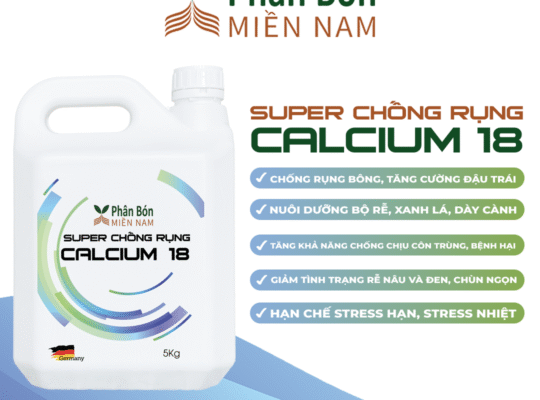 Phân Bón
MIỀN NAM
SUPER CHỐNG RỤNG
CALCIUM 18
CHỐNG RỤNG BÔNG, TĂNG CƯỜNG ĐẬU TRÁI
NUÔI DƯỠNG BỘ RỄ, XANH LÁ, DÀY CÀNH
TĂNG KHẢ NĂNG CHỐNG CHỊU CÔN TRÙNG, BỆNH HẠI
GIẢM TÌNH TRẠNG RỄ NÂU VÀ ĐEN, CHÙN NGỌN
HẠN CHẾ STRESS HẠN, STRESS NHIỆT
Phân Bón
MIỀN NAM
SUPER CHỐNG RỤNG
CALCIUM 18
Germany
5Kg